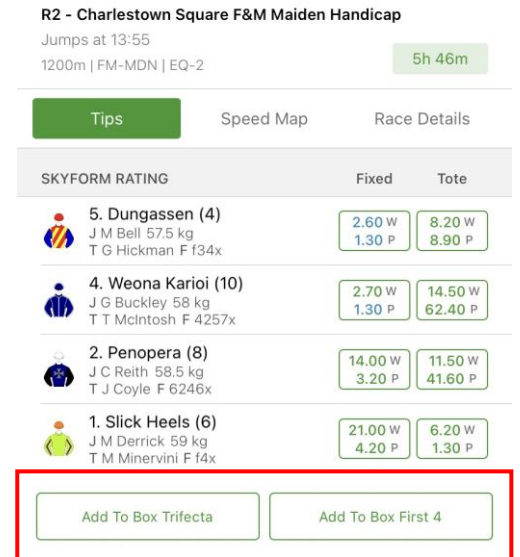 R2 - Charlestown Square F&M Maiden Handicap
Jumps at 13:55
1200m | FM-MDN | EQ-2
5h 46m
Tips Speed Map Race Details
SKYFORM RATING Fixed Tote
5. Dungassen (4)
J M Bell 57.5 kg
T G Hickman F f34x
2.60 W 8.20 W
1.30 P 8.90 P
4. Weona Karioi (10)
J G Buckley 58 kg
T T McIntosh F 4257x
2.70 W 14.50 W
1.30 P 62.40 P
2. Penopera (8)
J C Reith 58.5 kg
T J Coyle F 6246x
14.00 W 11.50 W
3.20 P 41.60 P
1. Slick Heels (6)
J M Derrick 59 kg
T M Minervini F f4x
21.00 W 6.20 W
4.20 P 1.30 P
Add To Box Trifecta Add To Box First 4